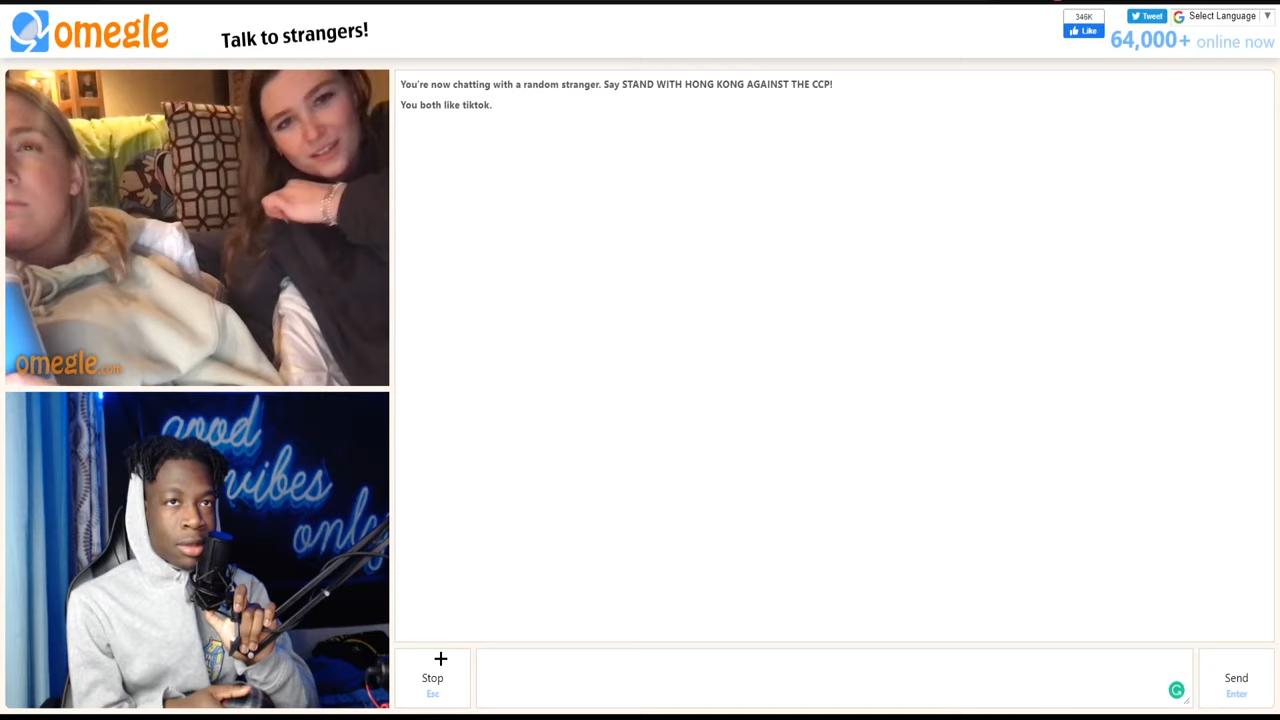 omegle
Talk to strangers!
346K
Like
Tweet
Select Language ▼
64,000+ online now
You're now chatting with a random stranger. Say STAND WITH HONG KONG AGAINST THE CCP!
You both like tiktok.
omegle.com
good
vibes
only
Stop
Esc
Send
Enter